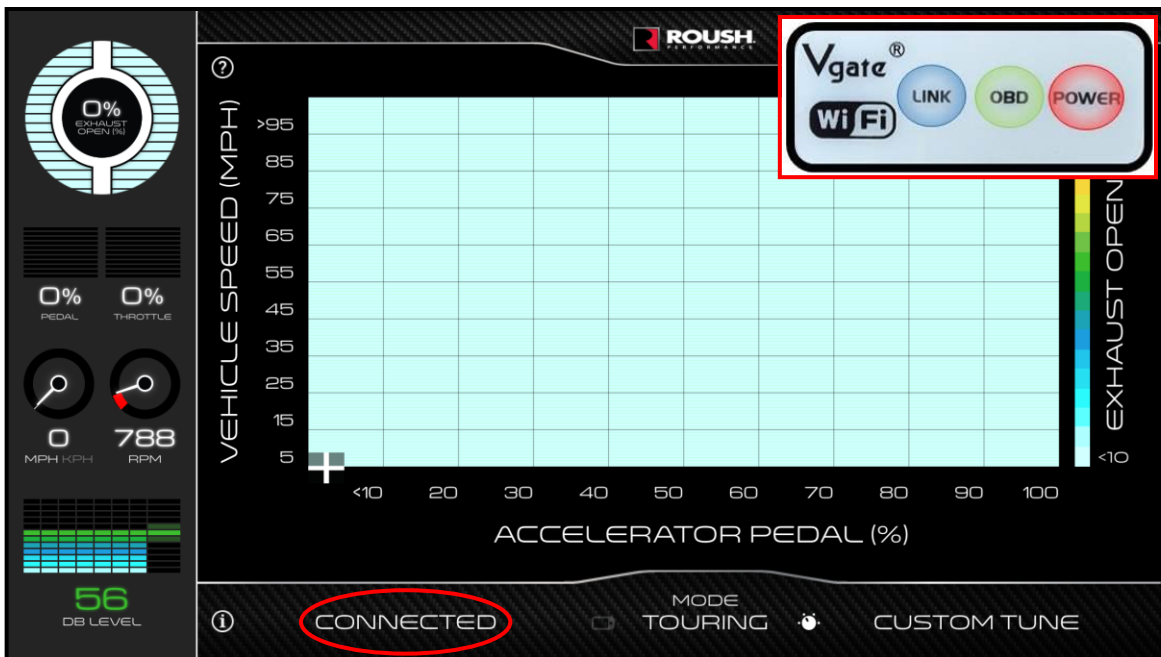 0%
EXHAUST
OPEN (%)
0%
PEDAL
0%
THROTTLE
0
MPH KPH
788
RPM
56
DB LEVEL
?
ROUSH
PERFORMANCE
Vgate®
WiFi
LINK
OBD
POWER
VEHICLE SPEED (MPH)
>95
85
75
65
55
45
35
25
15
5
<10 20 30 40 50 60 70 80 90 100
ACCELERATOR PEDAL (%)
EXHAUST OPEN
<10
i
CONNECTED
MODE
TOURING
CUSTOM TUNE